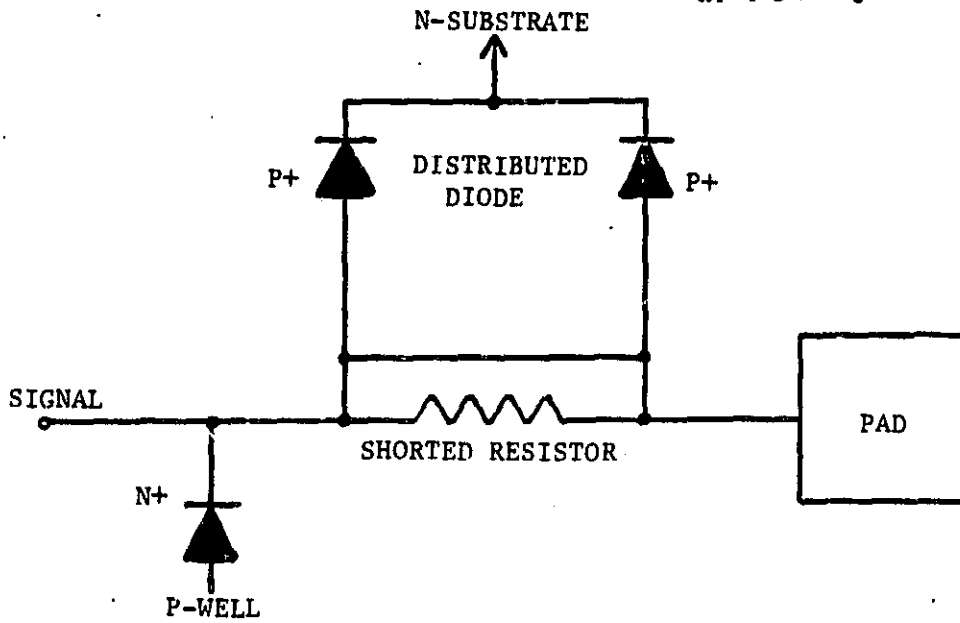 N-SUBSTRATE
P+
DISTRIBUTED
DIODE
P+
SIGNAL
SHORTED RESISTOR
PAD
N+
P-WELL